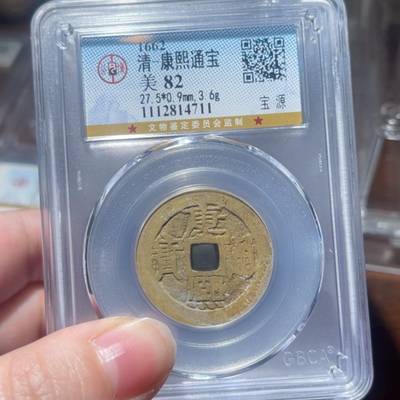 1662
清·康熙通宝
美 82
27.5*0.9mm,3.6g
宝 源
1112814711
★ 文物鉴定委员会监制 ★
康熙通寶
GBCA